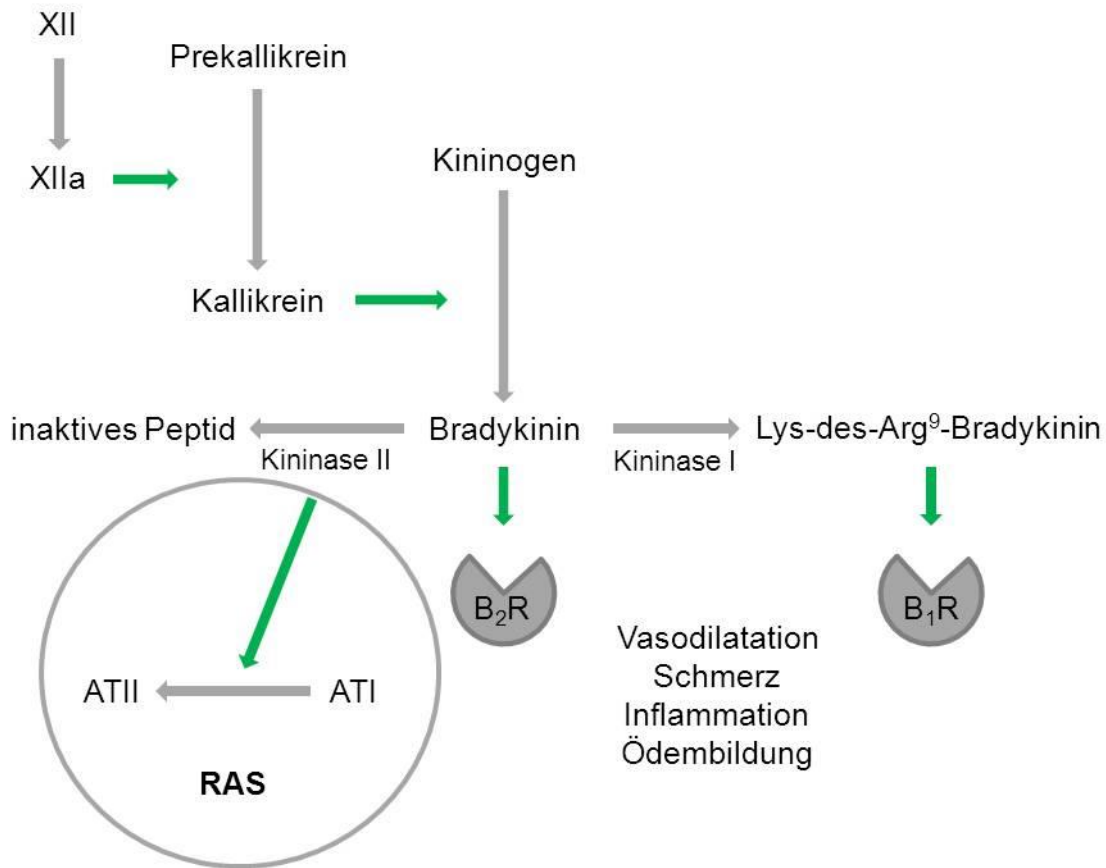 XII
Prekallikrein
XIIa
Kininogen
Kallikrein
inaktives Peptid
Bradykinin
Lys-des-Arg⁹-Bradykinin
Kininase II
Kininase I
B₂R
B₁R
Vasodilatation
Schmerz
Inflammation
Ödembildung
ATII
ATI
RAS